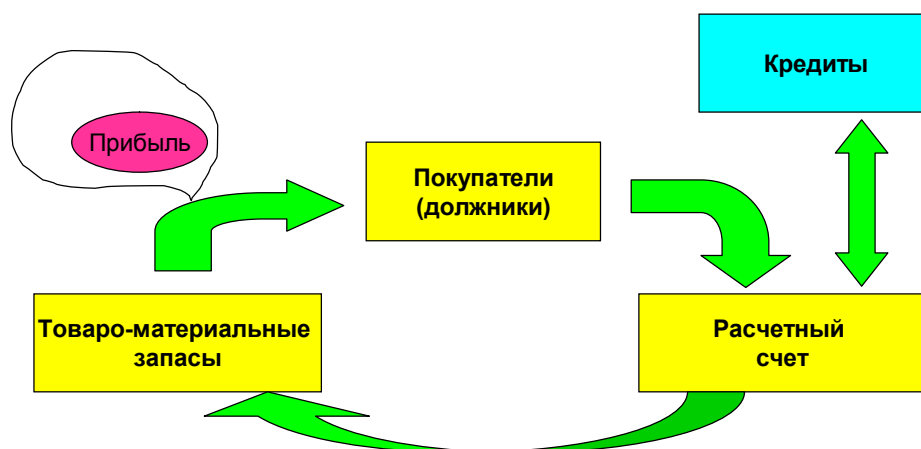 Кредиты
Прибыль
Покупатели
(должники)
Товаро-материальные
запасы
Расчетный
счет